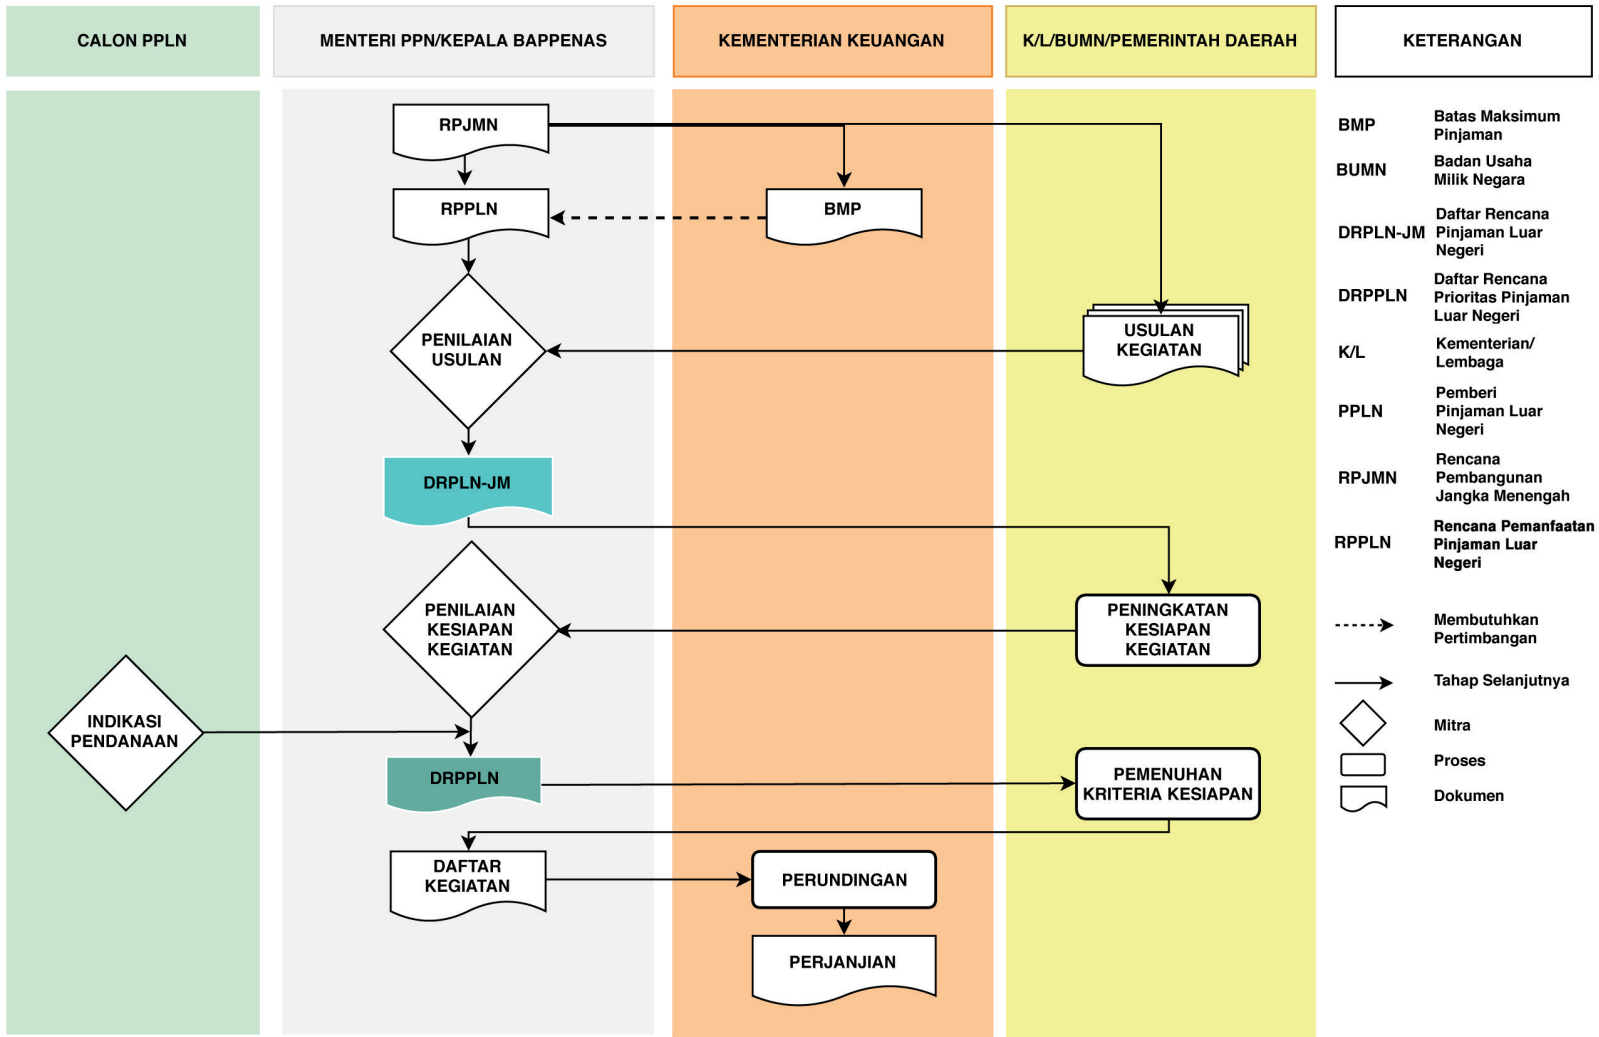 CALON PPLN
MENTERI PPN/KEPALA BAPPENAS
KEMENTERIAN KEUANGAN
K/L/BUMN/PEMERINTAH DAERAH
KETERANGAN
RPJMN
RPPLN
BMP
PENILAIAN
USULAN
USULAN
KEGIATAN
DRPLN-JM
PENILAIAN
KESIAPAN
KEGIATAN
PENINGKATAN
KESIAPAN
KEGIATAN
INDIKASI
PENDANAAN
DRPPLN
PEMENUHAN
KRITERIA KESIAPAN
DAFTAR
KEGIATAN
PERUNDINGAN
PERJANJIAN
BMP
Batas Maksimum
Pinjaman
BUMN
Badan Usaha
Milik Negara
DRPLN-JM
Daftar Rencana
Pinjaman Luar
Negeri
DRPPLN
Daftar Rencana
Prioritas Pinjaman
Luar Negeri
K/L
Kementerian/
Lembaga
PPLN
Pemberi
Pinjaman Luar
Negeri
RPJMN
Rencana
Pembangunan
Jangka Menengah
RPPLN
Rencana Pemanfaatan
Pinjaman Luar
Negeri
Membutuhkan
Pertimbangan
Tahap Selanjutnya
Mitra
Proses
Dokumen